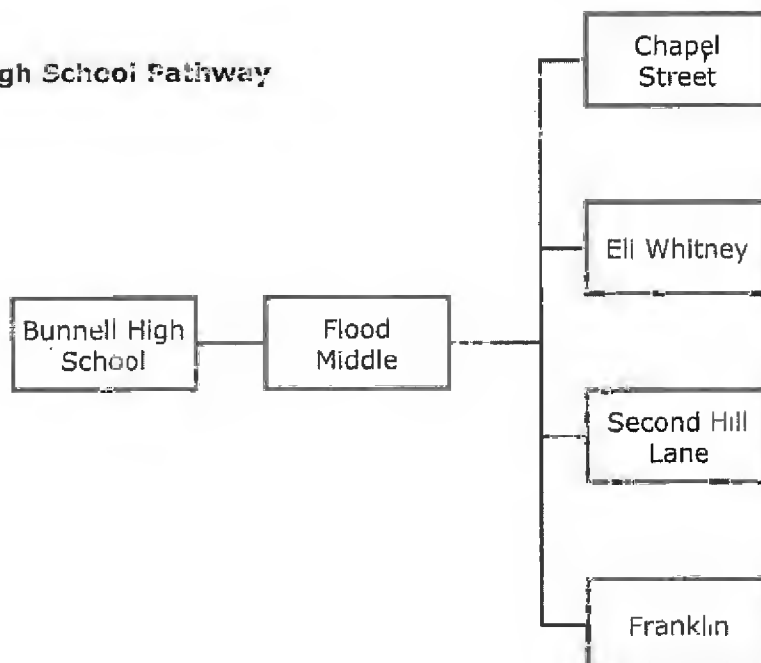 gh School Pathway
Chapel
Street
Eli Whitney
Bunnell High
School
Flood
Middle
Second Hill
Lane
Franklin